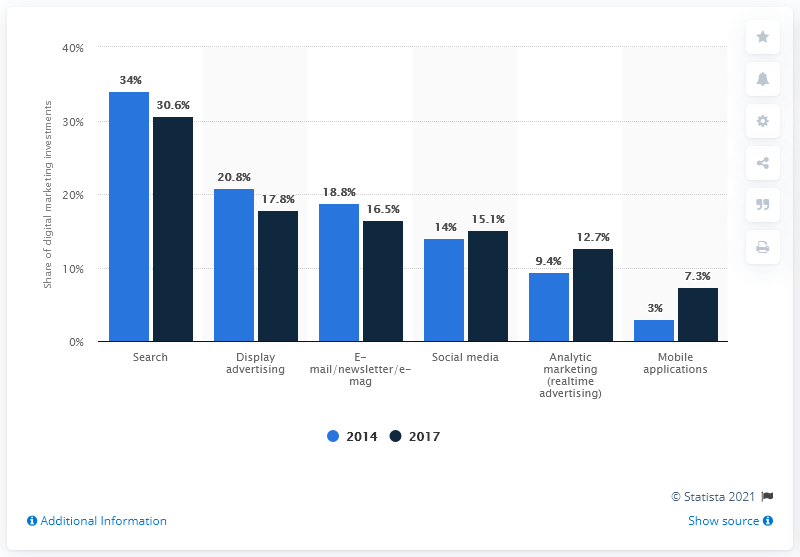 40%
34%
30.6%
30%
20.8%
17.8%
18.8%
16.5%
20%
14%
15.1%
12.7%
9.4%
10%
7.3%
3%
0%
Share of digital marketing investments
Search
Display
advertising
E-
mail/newsletter/e-
mag
Social media
Analytic
marketing
(realtime
advertising)
Mobile
applications
2014 2017
© Statista 2021
Additional Information
Show source